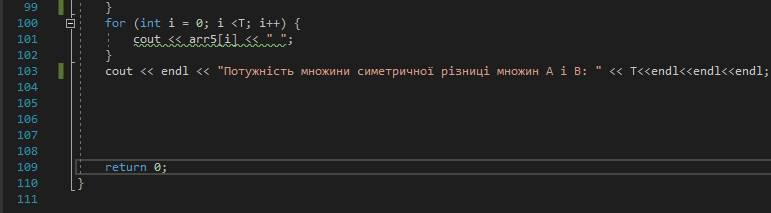 99 }
100 for (int i = 0; i <T; i++) {
101 cout << arr5[i] << " ";
102 }
103 cout << endl << "Потужність множини симетричної різниці множин A i B: " << T<<endl<<endl<<endl;
104
105
106
107
108
109 return 0;
110 }
111